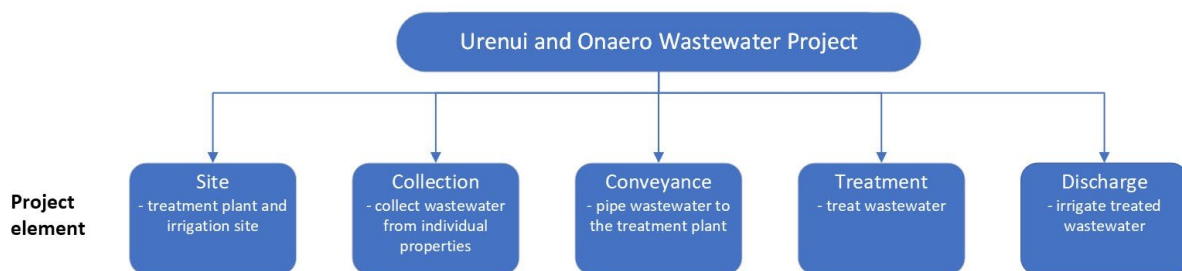 Urenui and Onaero Wastewater Project
Project
element
Site
- treatment plant and
irrigation site
Collection
- collect wastewater
from individual
properties
Conveyance
- pipe wastewater to
the treatment plant
Treatment
- treat wastewater
Discharge
- irrigate treated
wastewater